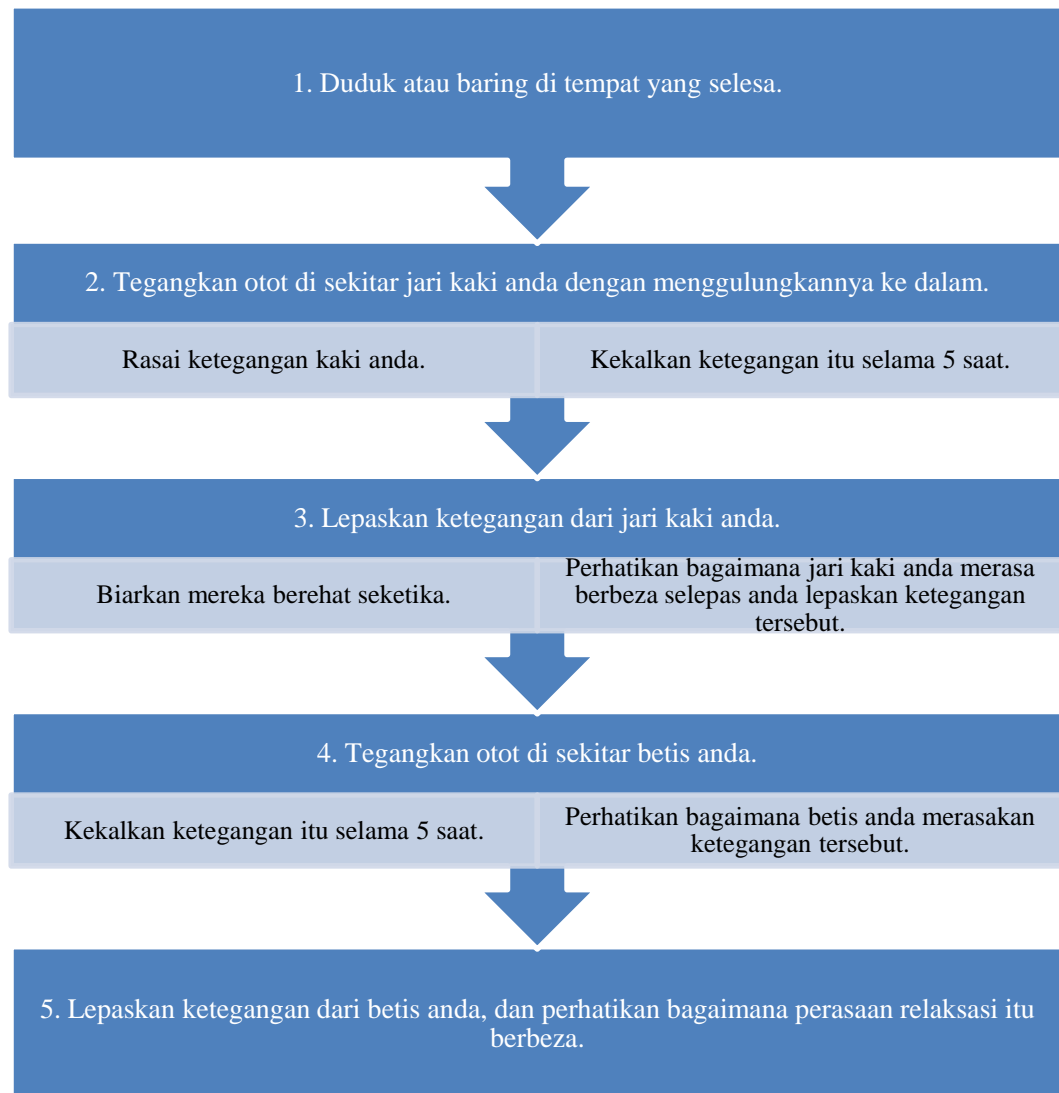 1. Duduk atau baring di tempat yang selesa.
2. Tegangkan otot di sekitar jari kaki anda dengan menggulungkannya ke dalam.
Rasai ketegangan kaki anda.
Kekalkan ketegangan itu selama 5 saat.
3. Lepaskan ketegangan dari jari kaki anda.
Biarkan mereka berehat seketika.
Perhatikan bagaimana jari kaki anda merasa
berbeza selepas anda lepaskan ketegangan
tersebut.
4. Tegangkan otot di sekitar betis anda.
Kekalkan ketegangan itu selama 5 saat.
Perhatikan bagaimana betis anda merasakan
ketegangan tersebut.
5. Lepaskan ketegangan dari betis anda, dan perhatikan bagaimana perasaan relaksasi itu
berbeza.